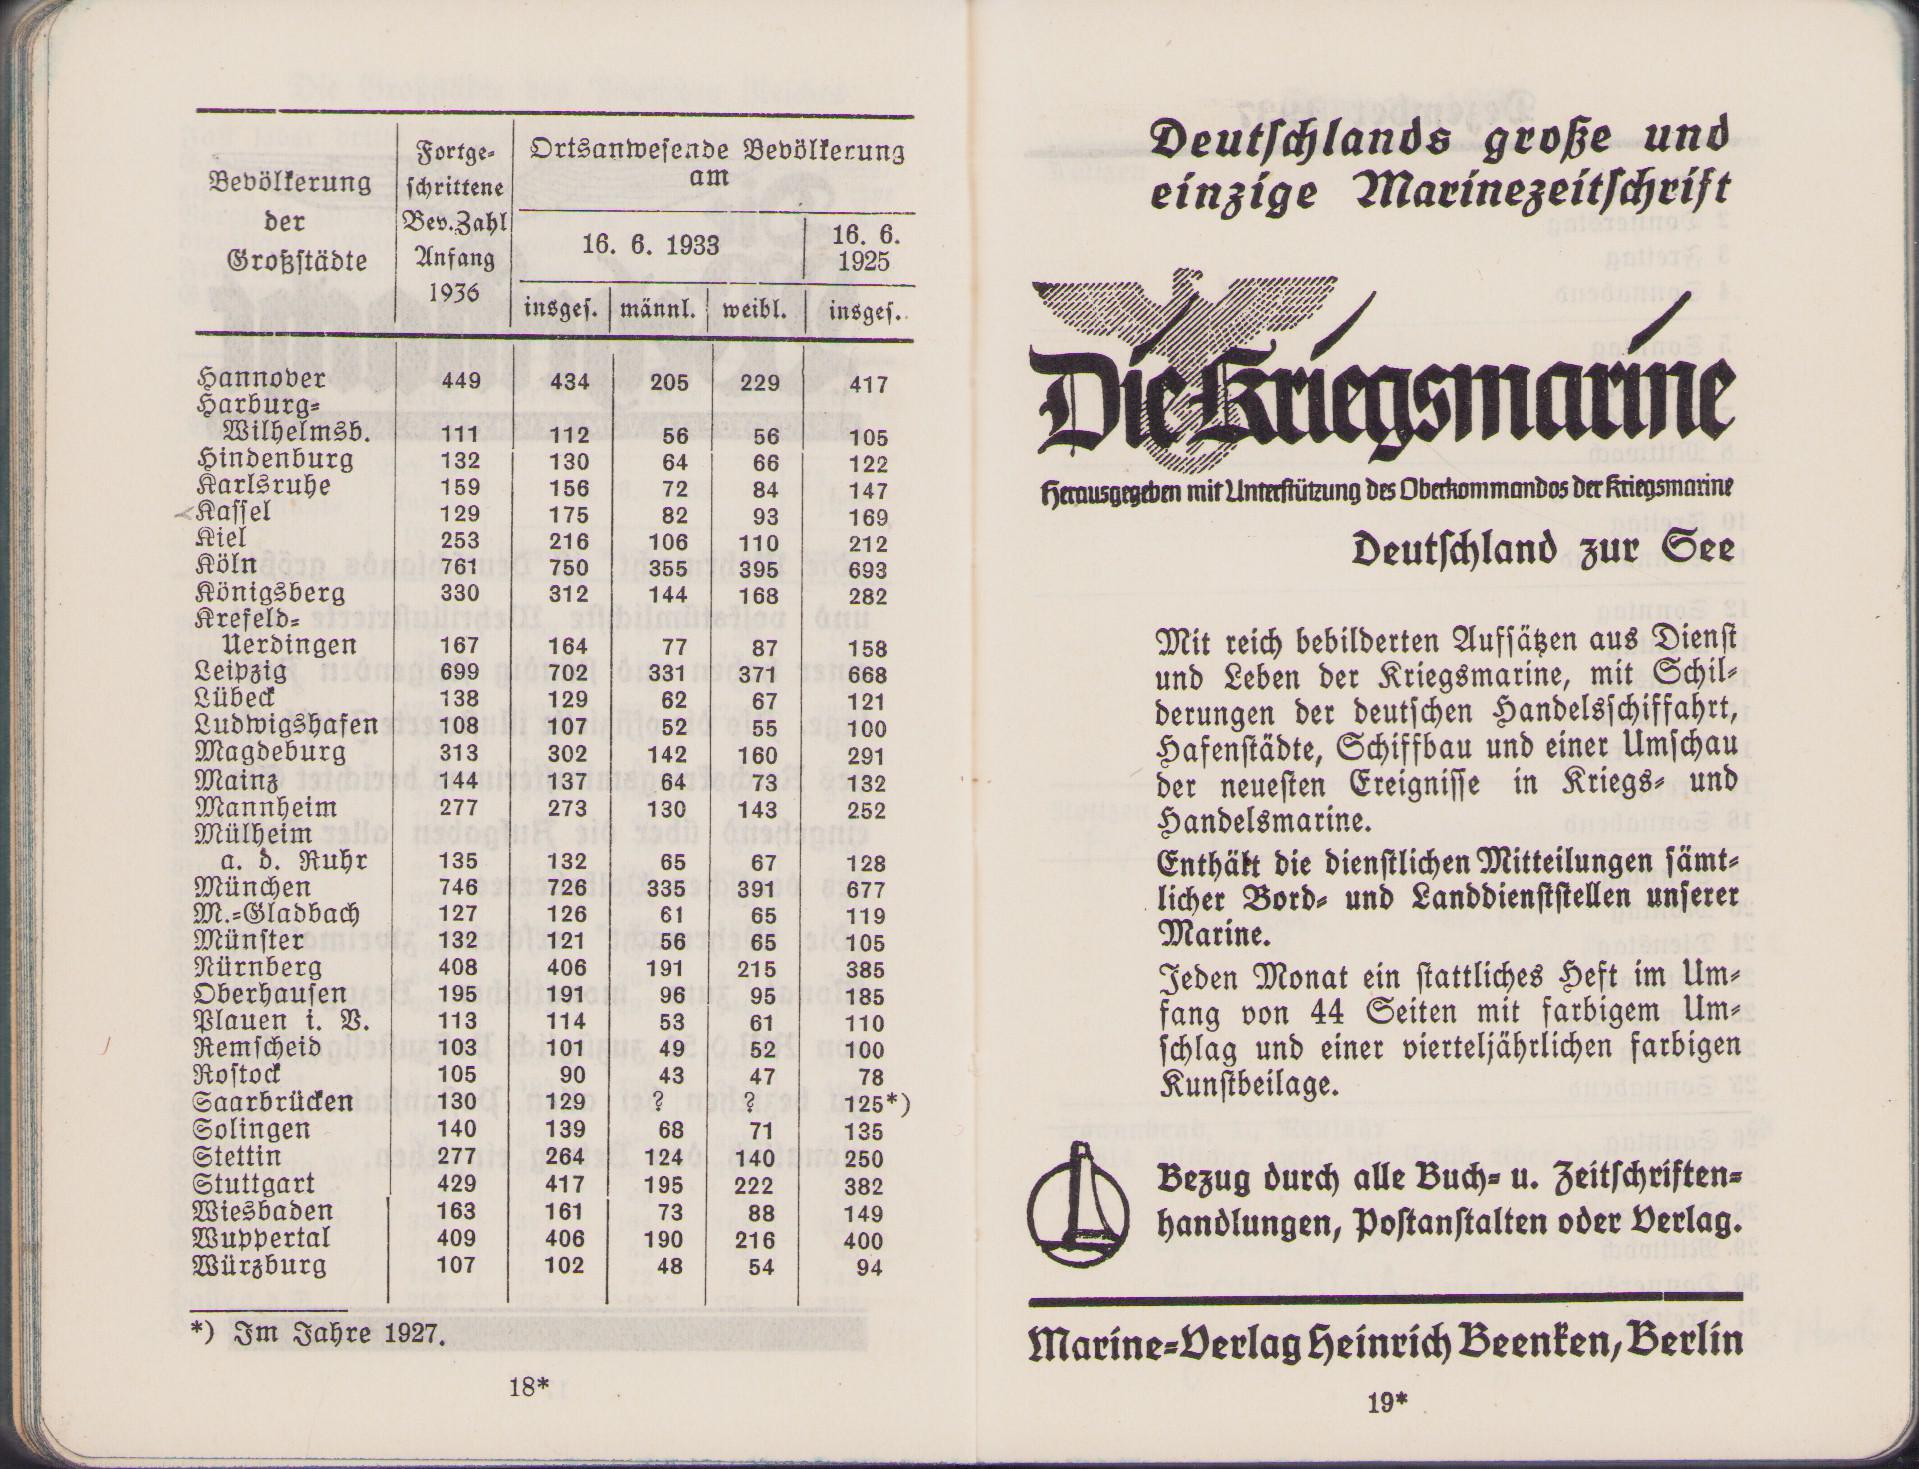 Bevölkerung der Großstädte | Fortge-schrittene Bev.Zahl Anfang 1936 | Ortsanwesende Bevölkerung am
16. 6. 1933 | 16. 6. 1925
insges. | männl. | weibl. | insges.
Hannover 449 434 205 229 417
Harburg-
Wilhelmsb. 111 112 56 56 105
Hindenburg 132 130 64 66 122
Karlsruhe 159 156 72 84 147
Kassel 129 175 82 93 169
Kiel 253 216 106 110 212
Köln 761 750 355 395 693
Königsberg 330 312 144 168 282
Krefeld-
Uerdingen 167 164 77 87 158
Leipzig 699 702 331 371 668
Lübeck 138 129 62 67 121
Ludwigshafen 108 107 52 55 100
Magdeburg 313 302 142 160 291
Mainz 144 137 64 73 132
Mannheim 277 273 130 143 252
Mülheim
a. d. Ruhr 135 132 65 67 128
München 746 726 335 391 677
M.-Gladbach 127 126 61 65 119
Münster 132 121 56 65 105
Nürnberg 408 406 191 215 385
Oberhausen 195 191 96 95 185
Plauen i. V. 113 114 53 61 110
Remscheid 103 101 49 52 100
Rostock 105 90 43 47 78
Saarbrücken 130 129 ? ? 125*)
Solingen 140 139 68 71 135
Stettin 277 264 124 140 250
Stuttgart 429 417 195 222 382
Wiesbaden 163 161 73 88 149
Wuppertal 409 406 190 216 400
Würzburg 107 102 48 54 94
*) Im Jahre 1927.
18*
Deutschlands große und
einzige Marinezeitschrift
Die Kriegsmarine
Herausgegeben mit Unterstützung des Oberkommandos der Kriegsmarine
Deutschland zur See
Mit reich bebilderten Aufsätzen aus Dienst
und Leben der Kriegsmarine, mit Schil-
derungen der deutschen Handelsschiffahrt,
Hafenstädte, Schiffbau und einer Umschau
der neuesten Ereignisse in Kriegs- und
Handelsmarine.
Enthält die dienstlichen Mitteilungen sämt-
licher Bord- und Landdienststellen unserer
Marine.
Jeden Monat ein stattliches Heft im Um-
fang von 44 Seiten mit farbigem Um-
schlag und einer vierteljährlichen farbigen
Kunstbeilage.
Bezug durch alle Buch- u. Zeitschriften-
handlungen, Postanstalten oder Verlag.
Marine-Verlag Heinrich Beenken, Berlin
19*